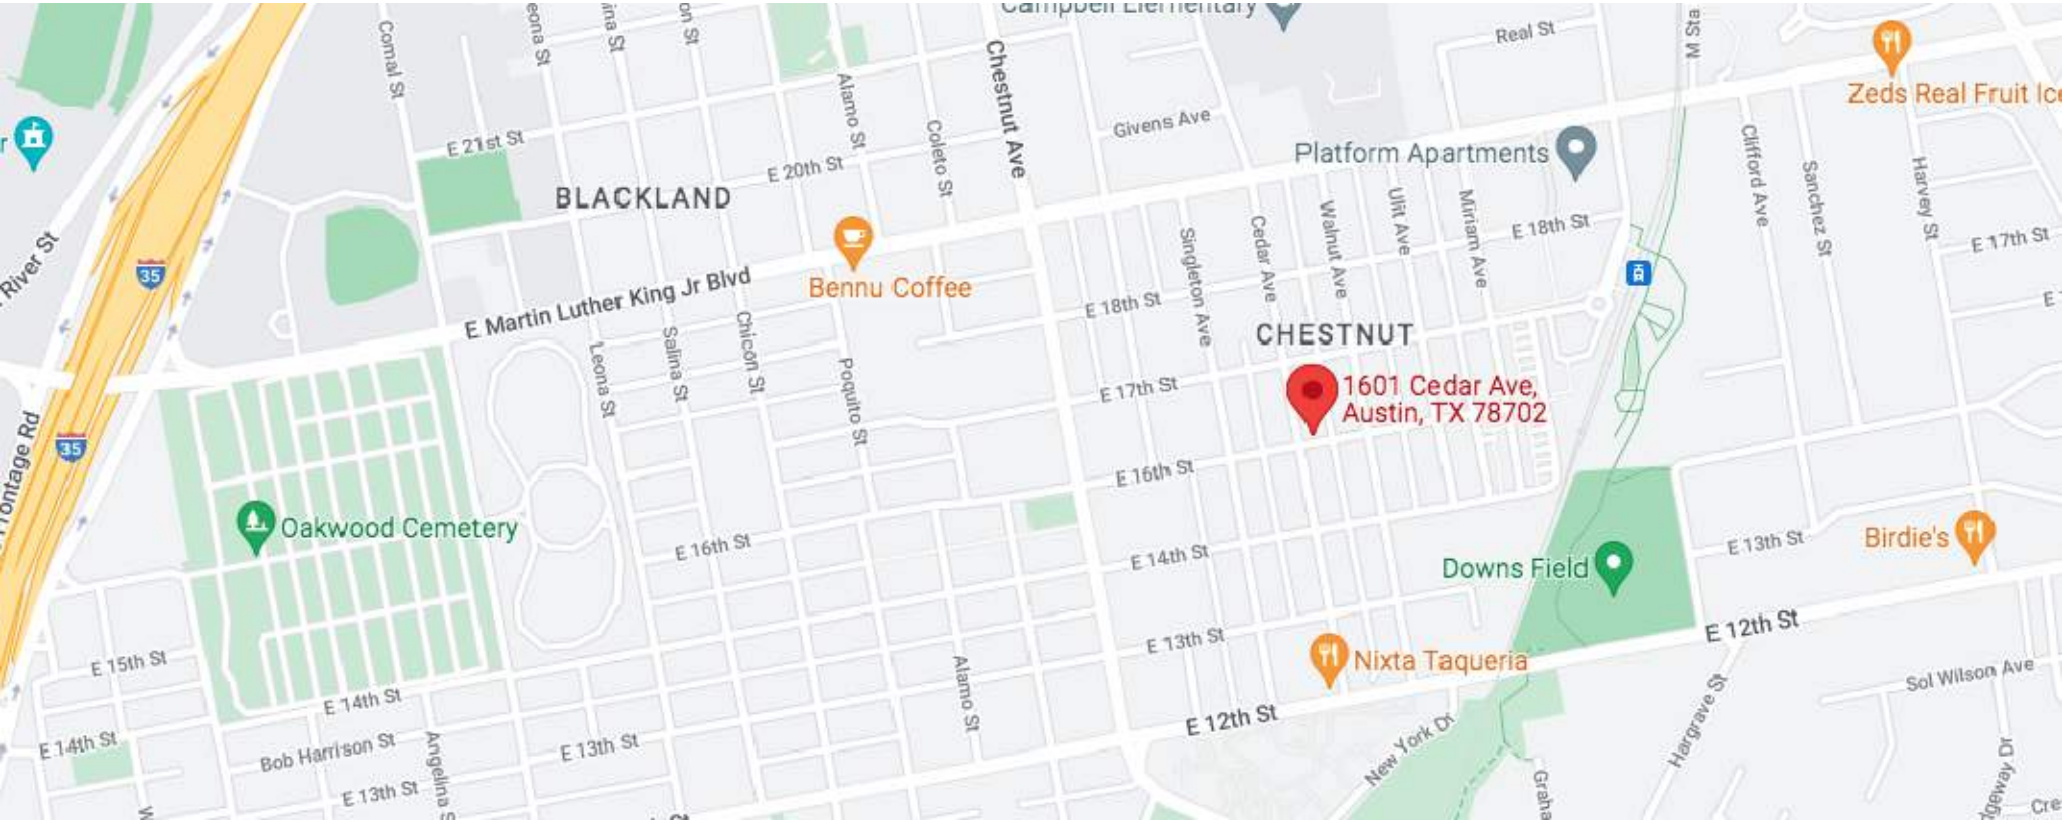 Campbell Elementary
Real St
Comal St
Chestnut Ave
Alamo St
Zeds Real Fruit Ice
Givens Ave
E 21st St
Coleto St
Platform Apartments
Clifford Ave
E 20th St
BLACKLAND
Sanchez St
Harvey St
Ulit Ave
Miriam Ave
Walnut Ave
Cedar Ave
Singleton Ave
E 18th St
E 17th St
River St
35
Bennu Coffee
E Martin Luther King Jr Blvd
E 18th St
CHESTNUT
Chicon St
Salina St
Leona St
Poquito St
E 17th St
1601 Cedar Ave,
Austin, TX 78702
35
E 16th St
Oakwood Cemetery
E 16th St
E 14th St
Downs Field
E 13th St
Birdie's
E 13th St
E 12th St
Nixta Taqueria
E 15th St
Alamo St
Sol Wilson Ave
E 14th St
E 12th St
Hargrave St
New York Dr
E 14th St
Bob Harrison St
Angelina S
E 13th St
E 13th St
Graha
Cre